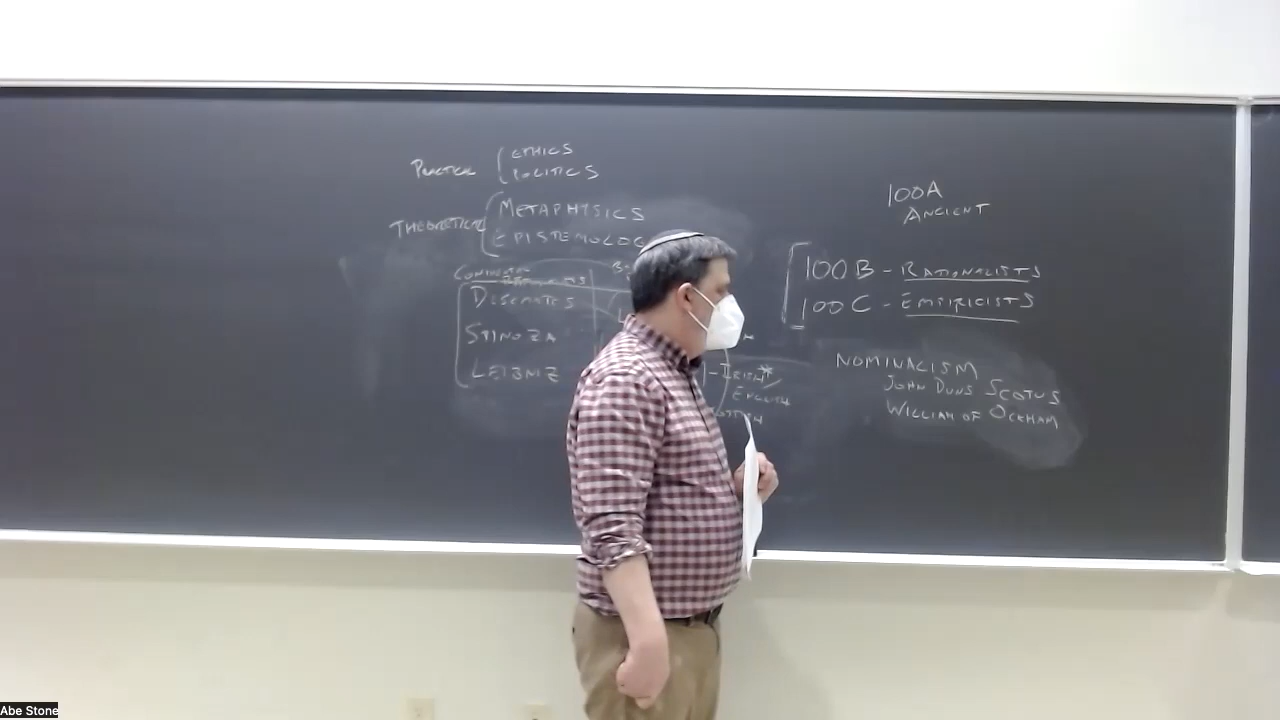 PRACTICAL
ETHICS
POLITICS
THEORETICAL
METAPHYSICS
EPISTEMOLOG
DESCARTES
SPINOZA
LEIBNIZ
IRISH*
ENGLISH
100A
ANCIENT
100B - RATIONALISTS
100C - EMPIRICISTS
NOMINALISM
JOHN DUNS SCOTUS
WILLIAM OF OCKHAM
Abe Stone